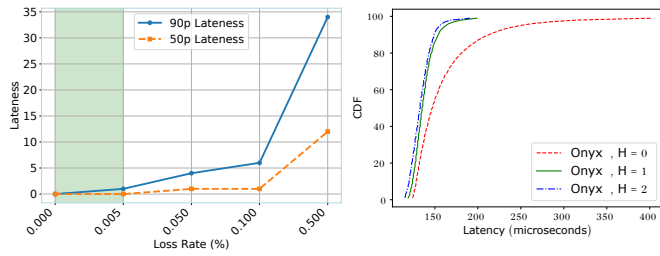 35
30
25
20
15
10
5
0
Lateness
90p Lateness
50p Lateness
0.000
0.005
0.050
0.100
0.500
Loss Rate (%)
100
80
60
40
20
0
CDF
Onyx , H = 0
Onyx , H = 1
Onyx , H = 2
150 200 250 300 350 400
Latency (microseconds)